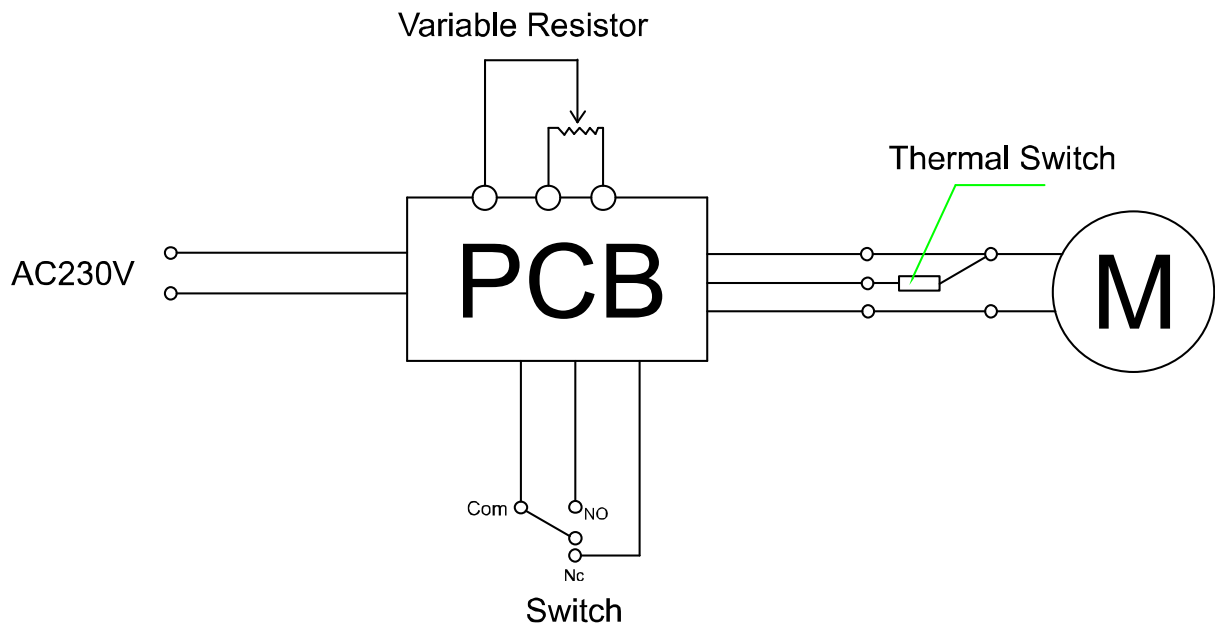 Variable Resistor
Thermal Switch
AC230V
PCB
M
Com
NO
Nc
Switch